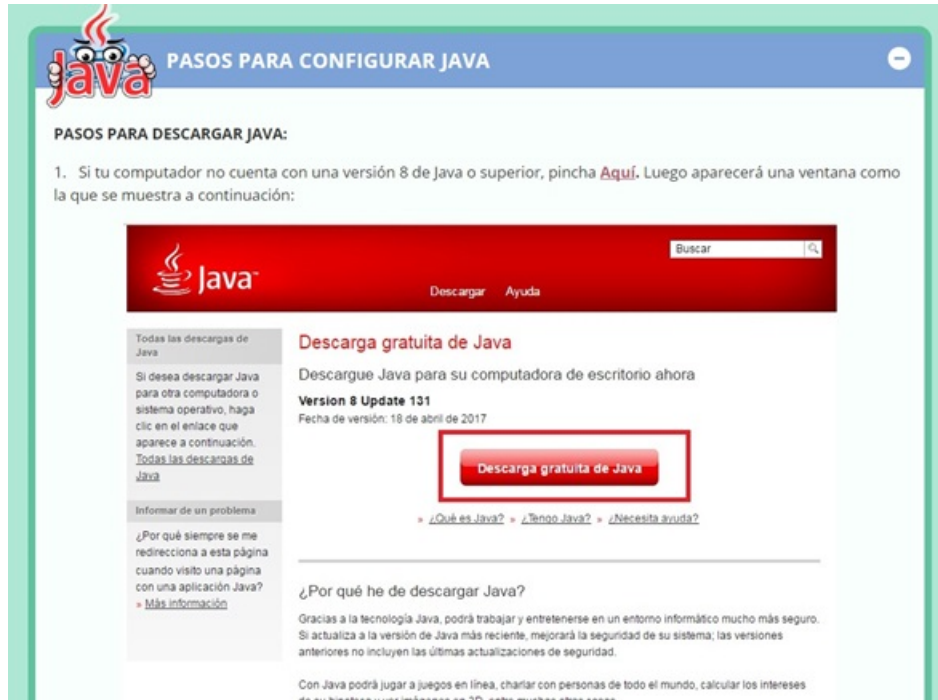 Java
PASOS PARA CONFIGURAR JAVA
PASOS PARA DESCARGAR JAVA:
1. Si tu computador no cuenta con una versión 8 de Java o superior, pincha Aquí. Luego aparecerá una ventana como
la que se muestra a continuación:
Java
Buscar
Descargar Ayuda
Todas las descargas de
Java
Si desea descargar Java
para otra computadora o
sistema operativo, haga
clic en el enlace que
aparece a continuación.
Todas las descargas de
Java
Informar de un problema
¿Por qué siempre se me
redirecciona a esta página
cuando visito una página
con una aplicación Java?
» Más información
Descarga gratuita de Java
Descargue Java para su computadora de escritorio ahora
Version 8 Update 131
Fecha de versión: 18 de abril de 2017
Descarga gratuita de Java
» ¿Qué es Java? » ¿Tengo Java? » ¿Necesita ayuda?
¿Por qué he de descargar Java?
Gracias a la tecnología Java, podrá trabajar y entretenerse en un entorno informático mucho más seguro.
Si actualiza a la versión de Java más reciente, mejorará la seguridad de su sistema; las versiones
anteriores no incluyen las últimas actualizaciones de seguridad.
Con Java podrá jugar a juegos en línea, charlar con personas de todo el mundo, calcular los intereses